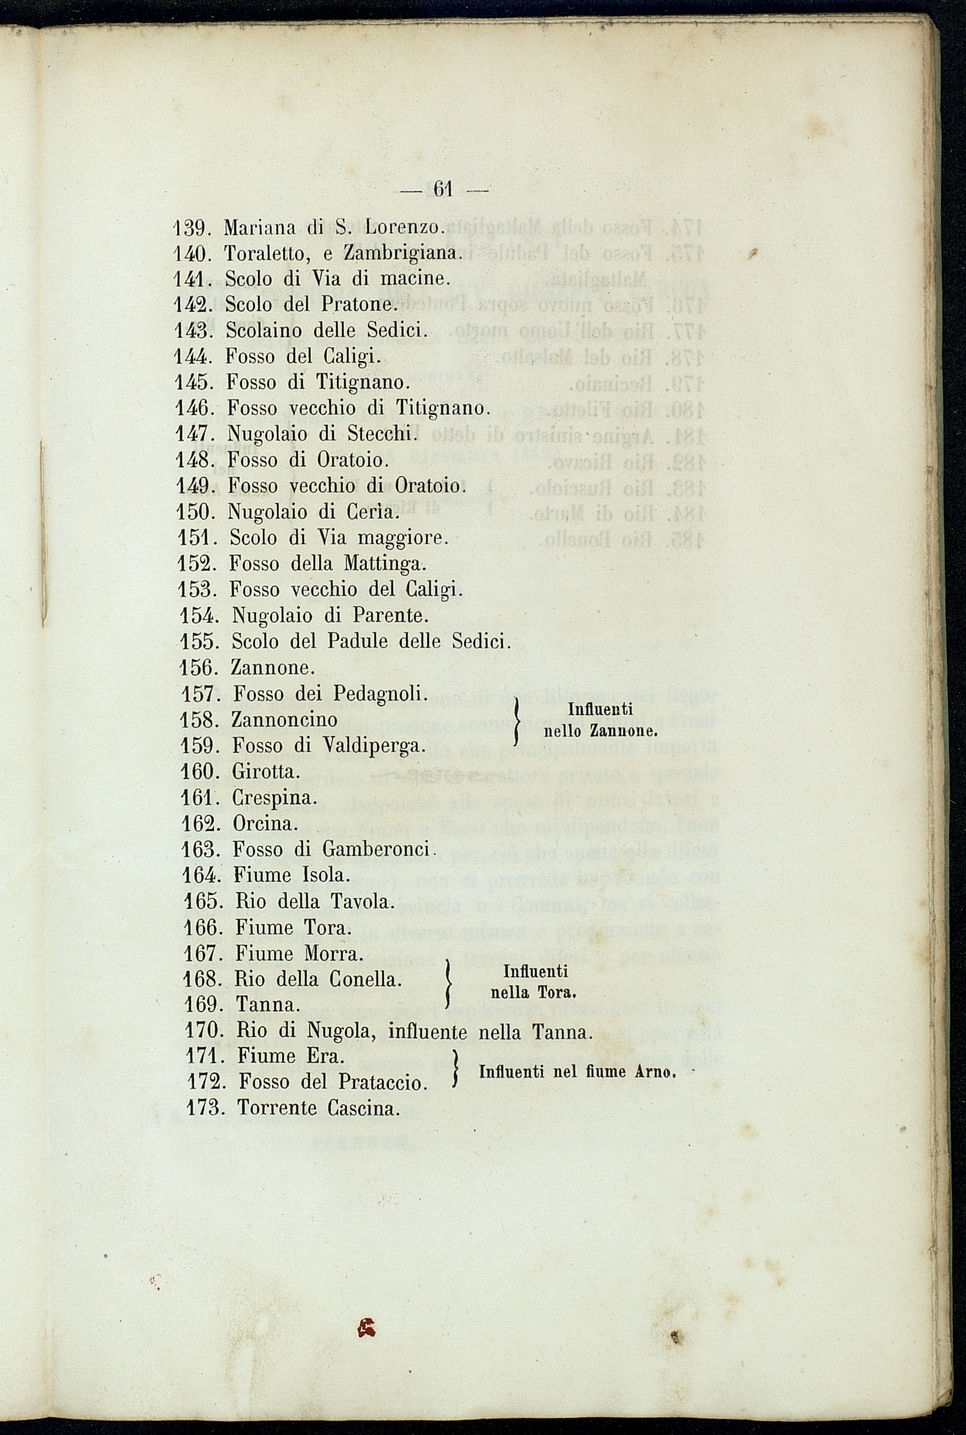 — 61 —
139. Mariana di S. Lorenzo.
140. Toraletto, e Zambrigiana.
141. Scolo di Via di macine.
142. Scolo del Pratone.
143. Scolaino delle Sedici.
144. Fosso del Caligi.
145. Fosso di Titignano.
146. Fosso vecchio di Titignano.
147. Nugolaio di Stecchi.
148. Fosso di Oratoio.
149. Fosso vecchio di Oratoio.
150. Nugolaio di Ceria.
151. Scolo di Via maggiore.
152. Fosso della Mattinga.
153. Fosso vecchio del Caligi.
154. Nugolaio di Parente.
155. Scolo del Padule delle Sedici.
156. Zannone.
157. Fosso dei Pedagnoli.
158. Zannoncino
159. Fosso di Valdiperga.
} Influenti
nello Zannone.
160. Girotta.
161. Crespina.
162. Orcina.
163. Fosso di Gamberonci.
164. Fiume Isola.
165. Rio della Tavola.
166. Fiume Tora.
167. Fiume Morra.
168. Rio della Conella.
169. Tanna.
} Influenti
nella Tora.
170. Rio di Nugola, influente nella Tanna.
171. Fiume Era.
172. Fosso del Prataccio.
} Influenti nel fiume Arno.
173. Torrente Cascina.